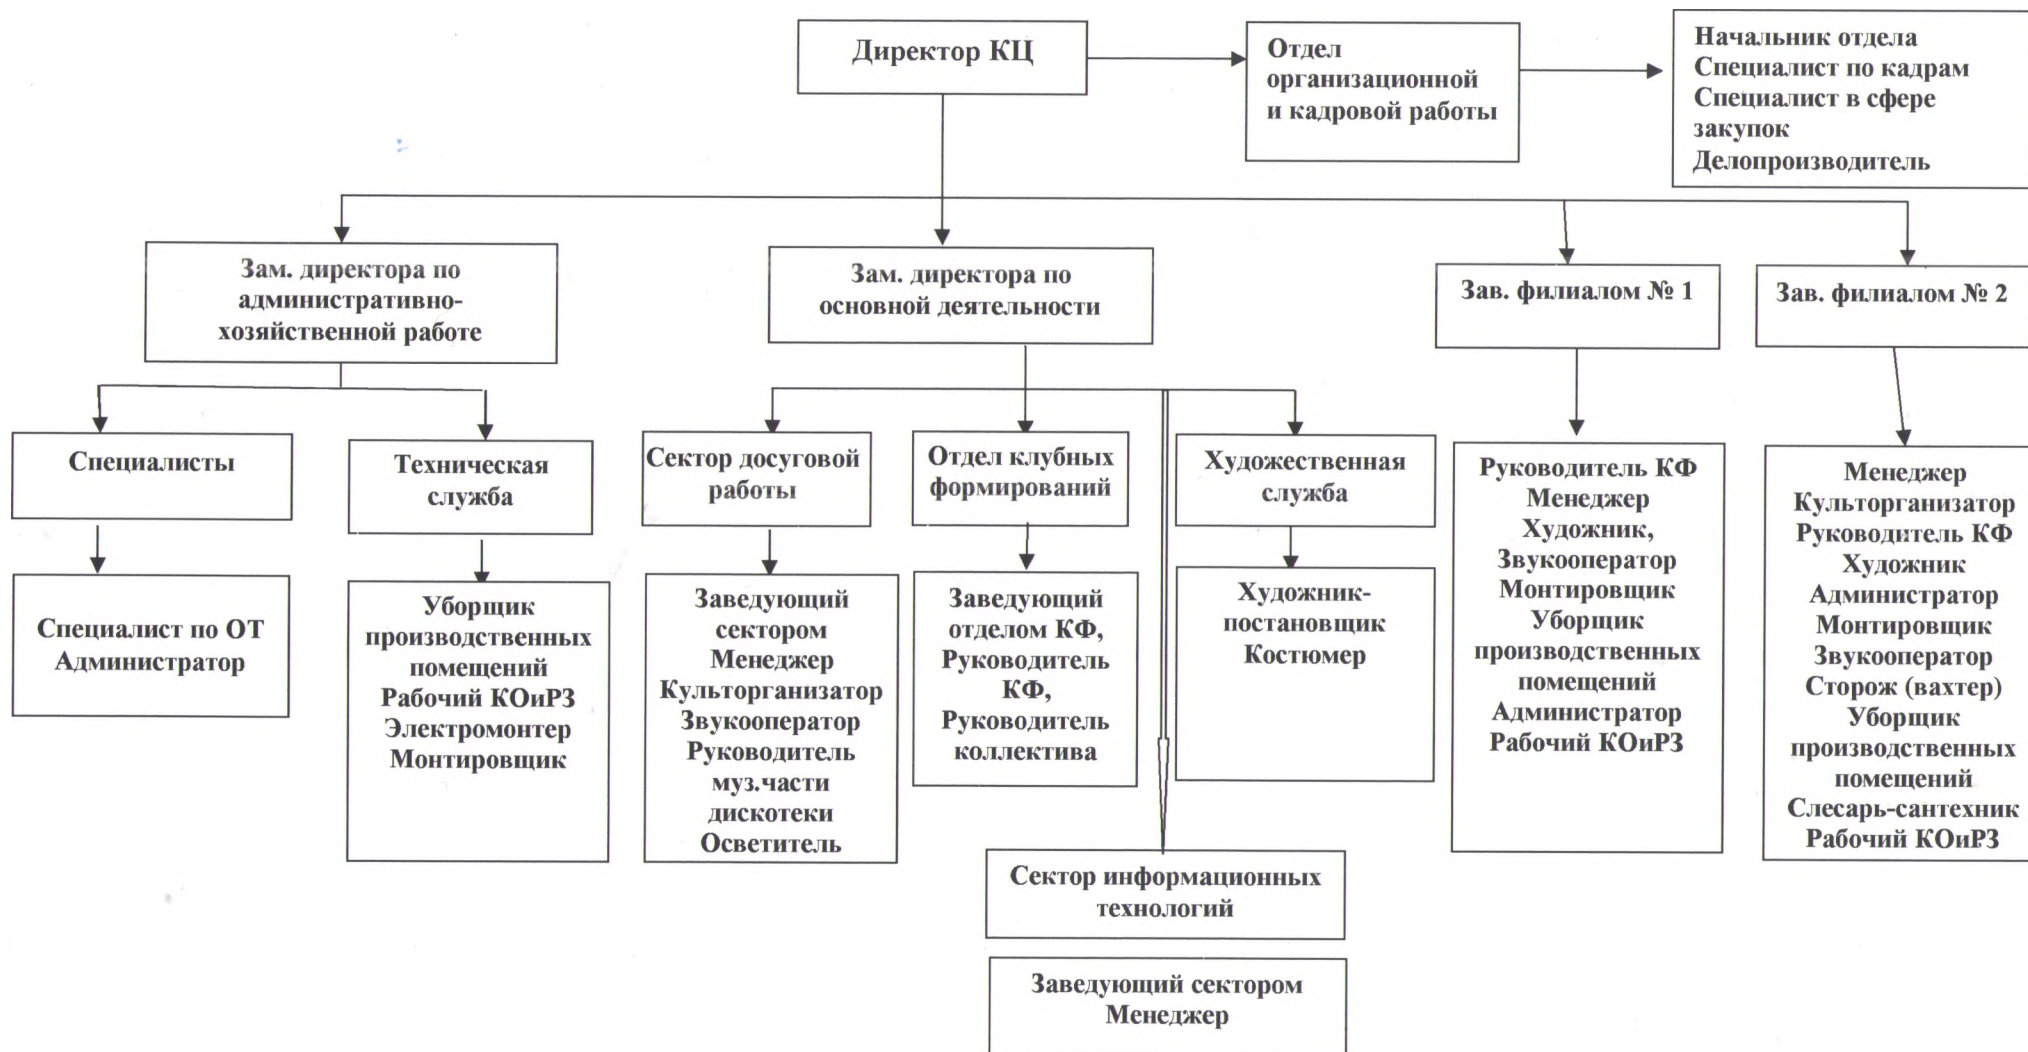 Директор КЦ
Отдел
организационной
и кадровой работы
Начальник отдела
Специалист по кадрам
Специалист в сфере
закупок
Делопроизводитель
Зам. директора по
административно-
хозяйственной работе
Зам. директора по
основной деятельности
Зав. филиалом № 1
Зав. филиалом № 2
Специалисты
Техническая
служба
Сектор досуговой
работы
Отдел клубных
формирований
Художественная
служба
Специалист по ОТ
Администратор
Уборщик
производственных
помещений
Рабочий КОиРЗ
Электромонтер
Монтировщик
Заведующий
сектором
Менеджер
Культорганизатор
Звукооператор
Руководитель
муз.части
дискотеки
Осветитель
Заведующий
отделом КФ,
Руководитель
КФ,
Руководитель
коллектива
Художник-
постановщик
Костюмер
Руководитель КФ
Менеджер
Художник,
Звукооператор
Монтировщик
Уборщик
производственных
помещений
Администратор
Рабочий КОиРЗ
Менеджер
Культорганизатор
Руководитель КФ
Художник
Администратор
Монтировщик
Звукооператор
Сторож (вахтер)
Уборщик
производственных
помещений
Слесарь-сантехник
Рабочий КОиРЗ
Сектор информационных
технологий
Заведующий сектором
Менеджер